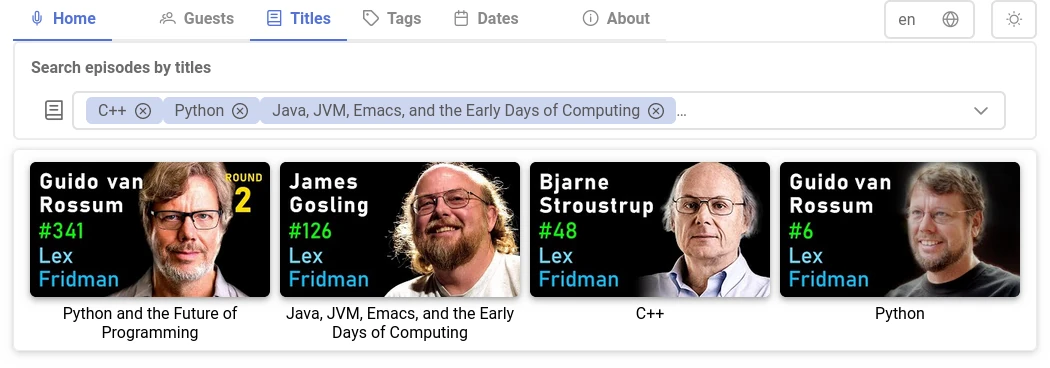 Home Guests Titles Tags Dates About en
Search episodes by titles
C++ Python Java, JVM, Emacs, and the Early Days of Computing ...
Guido van
Rossum
#341
Lex
Fridman
ROUND
2
Python and the Future of
Programming
James
Gosling
#126
Lex
Fridman
Java, JVM, Emacs, and the Early
Days of Computing
Bjarne
Stroustrup
#48
Lex
Fridman
C++
Guido van
Rossum
#6
Lex
Fridman
Python